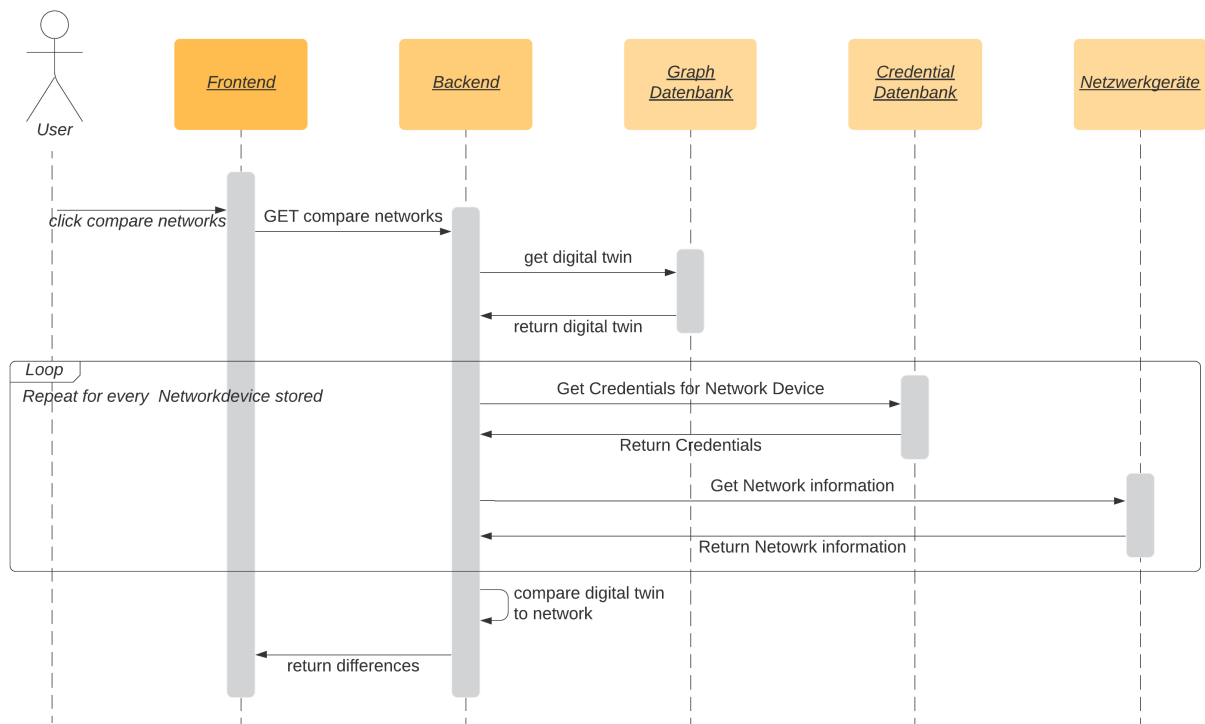 User
Frontend
Backend
Graph
Datenbank
Credential
Datenbank
Netzwerkgeräte
click compare networks
GET compare networks
get digital twin
return digital twin
Loop
Repeat for every  Networkdevice stored
Get Credentials for Network Device
Return Credentials
Get Network information
Return Netowrk information
compare digital twin
to network
return differences